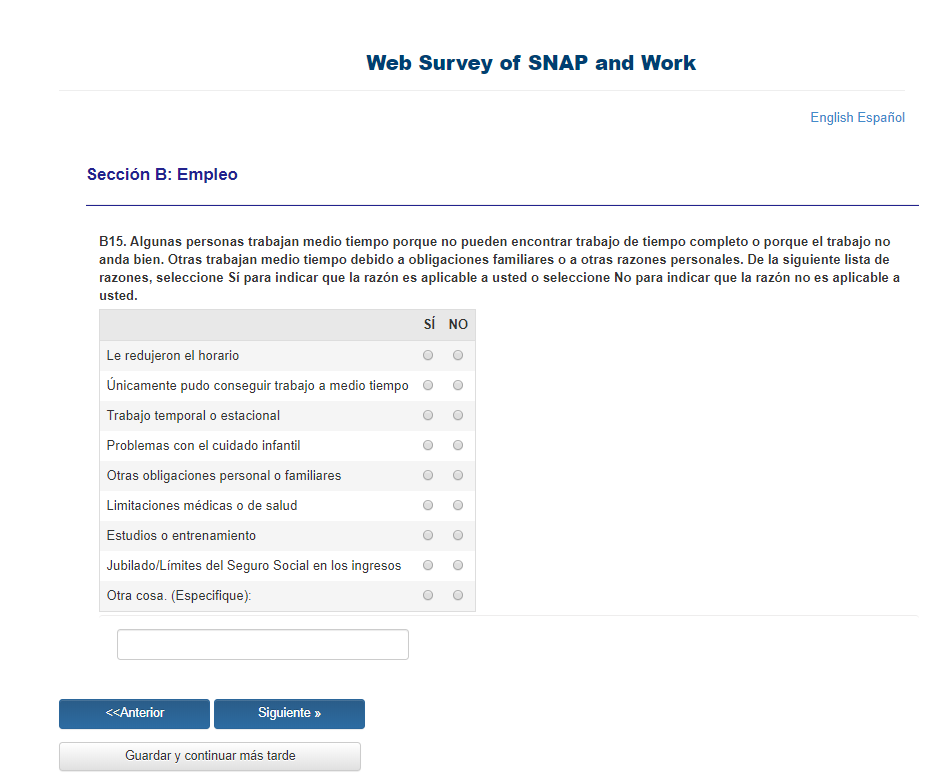 Web Survey of SNAP and Work
English Español
Sección B: Empleo
B15. Algunas personas trabajan medio tiempo porque no pueden encontrar trabajo de tiempo completo o porque el trabajo no
anda bien. Otras trabajan medio tiempo debido a obligaciones familiares o a otras razones personales. De la siguiente lista de
razones, seleccione Sí para indicar que la razón es aplicable a usted o seleccione No para indicar que la razón no es aplicable a
usted.
SÍ NO
Le redujeron el horario
Únicamente pudo conseguir trabajo a medio tiempo
Trabajo temporal o estacional
Problemas con el cuidado infantil
Otras obligaciones personal o familiares
Limitaciones médicas o de salud
Estudios o entrenamiento
Jubilado/Límites del Seguro Social en los ingresos
Otra cosa. (Especifique):
<<Anterior Siguiente »
Guardar y continuar más tarde